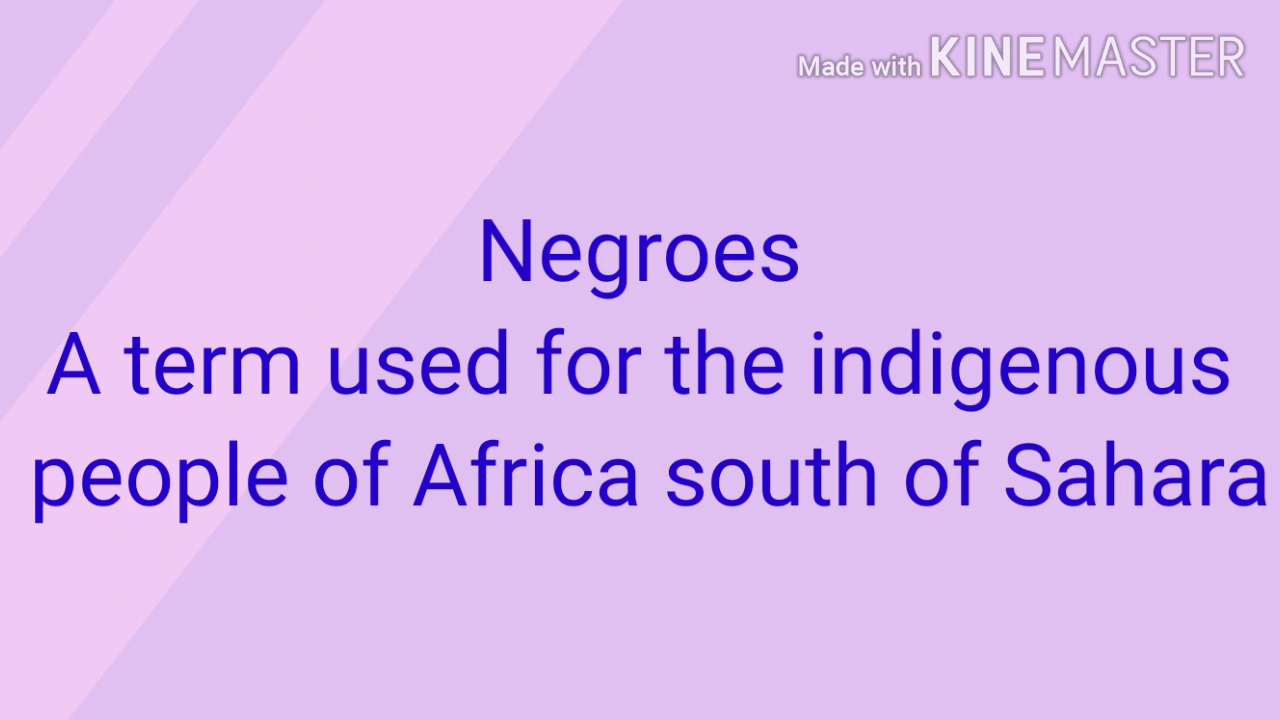 Made with KINEMASTER
Negroes
A term used for the indigenous
people of Africa south of Sahara